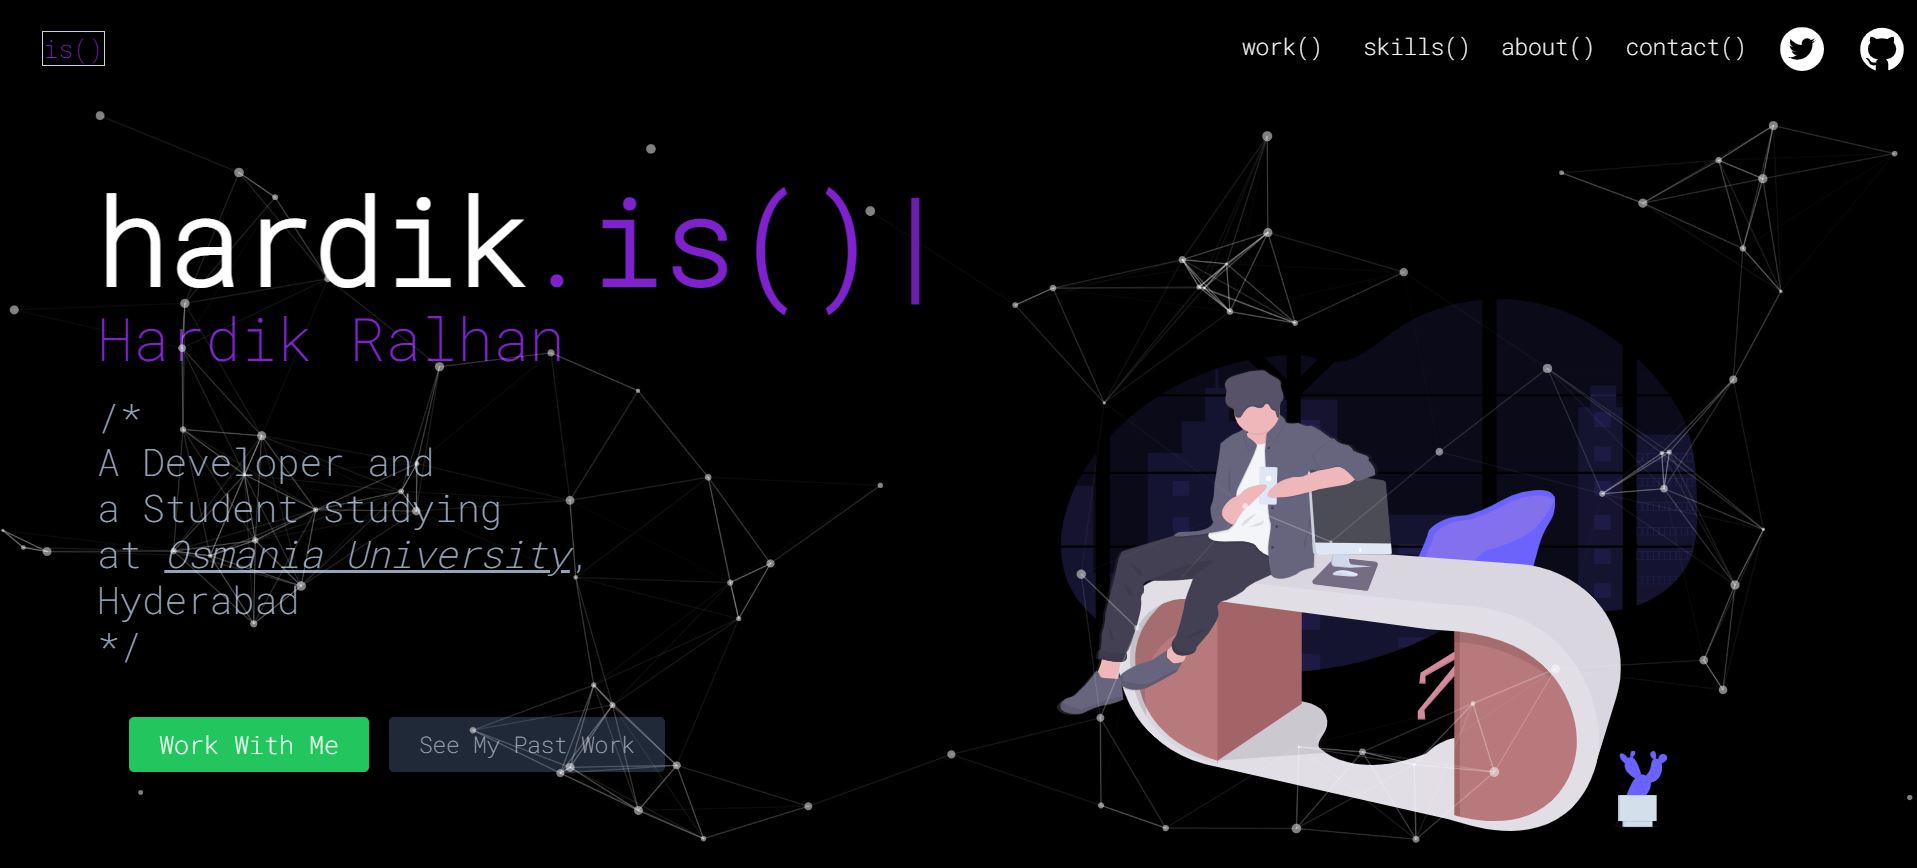 is()
work() skills() about() contact()
hardik.is()|
Hardik Ralhan
/*
A Developer and
a Student studying
at Osmania University,
Hyderabad
*/
Work With Me See My Past Work